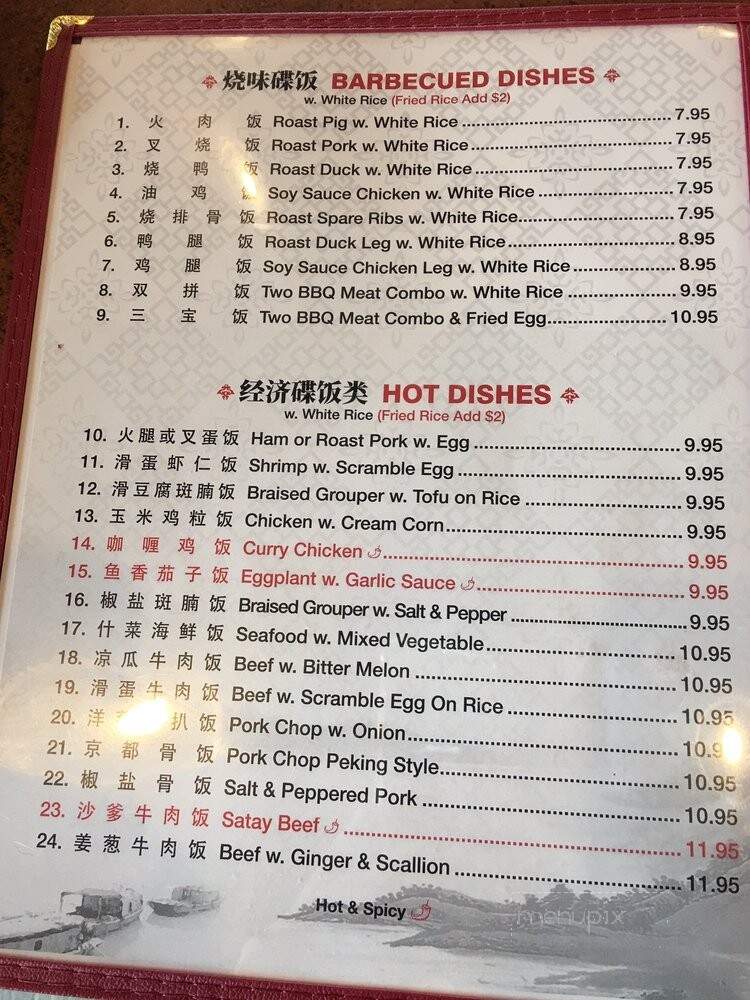 烧味碟饭 BARBECUED DISHES
w. White Rice (Fried Rice Add $2)
1. 火肉饭 Roast Pig w. White Rice 7.95
2. 叉烧饭 Roast Pork w. White Rice 7.95
3. 烧鸭饭 Roast Duck w. White Rice 7.95
4. 油鸡 Soy Sauce Chicken w. White Rice 7.95
5. 烧排骨饭 Roast Spare Ribs w. White Rice 7.95
6. 鸭腿饭 Roast Duck Leg w. White Rice 8.95
7. 鸡腿饭 Soy Sauce Chicken Leg w. White Rice 8.95
8. 双拼饭 Two BBQ Meat Combo w. White Rice 9.95
9. 三宝饭 Two BBQ Meat Combo & Fried Egg 10.95
经济碟饭类 HOT DISHES
w. White Rice (Fried Rice Add $2)
10. 火腿或叉蛋饭 Ham or Roast Pork w. Egg 9.95
11. 滑蛋虾仁饭 Shrimp w. Scramble Egg 9.95
12. 滑豆腐斑腩饭 Braised Grouper w. Tofu on Rice 9.95
13. 玉米鸡粒饭 Chicken w. Cream Corn 9.95
14. 咖喱鸡饭 Curry Chicken 9.95
15. 鱼香茄子饭 Eggplant w. Garlic Sauce 9.95
16. 椒盐斑腩饭 Braised Grouper w. Salt & Pepper 9.95
17. 什菜海鲜饭 Seafood w. Mixed Vegetable 10.95
18. 凉瓜牛肉饭 Beef w. Bitter Melon 10.95
19. 滑蛋牛肉饭 Beef w. Scramble Egg On Rice 10.95
20. 洋扒饭 Pork Chop w. Onion 10.9
21. 京都骨饭 Pork Chop Peking Style 10.95
22. 椒盐骨饭 Salt & Peppered Pork 10.95
23. 沙爹牛肉饭 Satay Beef 11.95
24. 姜葱牛肉饭 Beef w. Ginger & Scallion 11.95
Hot & Spicy
menupix